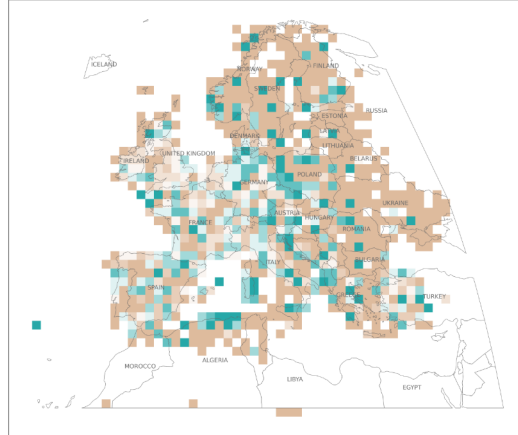 ICELAND
NORWAY
FINLAND
SWEDEN
RUSSIA
ESTONIA
LATVIA
DENMARK
LITHUANIA
UNITED KINGDOM
IRELAND
BELARUS
POLAND
GERMANY
UKRAINE
AUSTRIA
HUNGARY
FRANCE
ROMANIA
ITALY
BULGARIA
SPAIN
GREECE
TURKEY
ALGERIA
MOROCCO
LIBYA
EGYPT